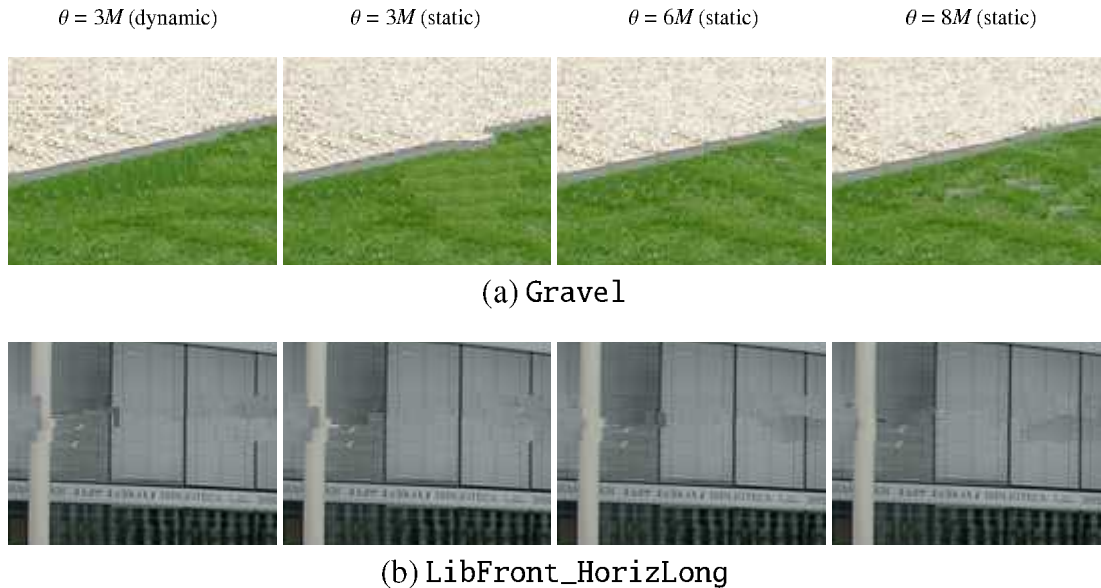 θ = 3M (dynamic)
θ = 3M (static)
θ = 6M (static)
θ = 8M (static)
(a) Gravel
(b) LibFront_HorizLong